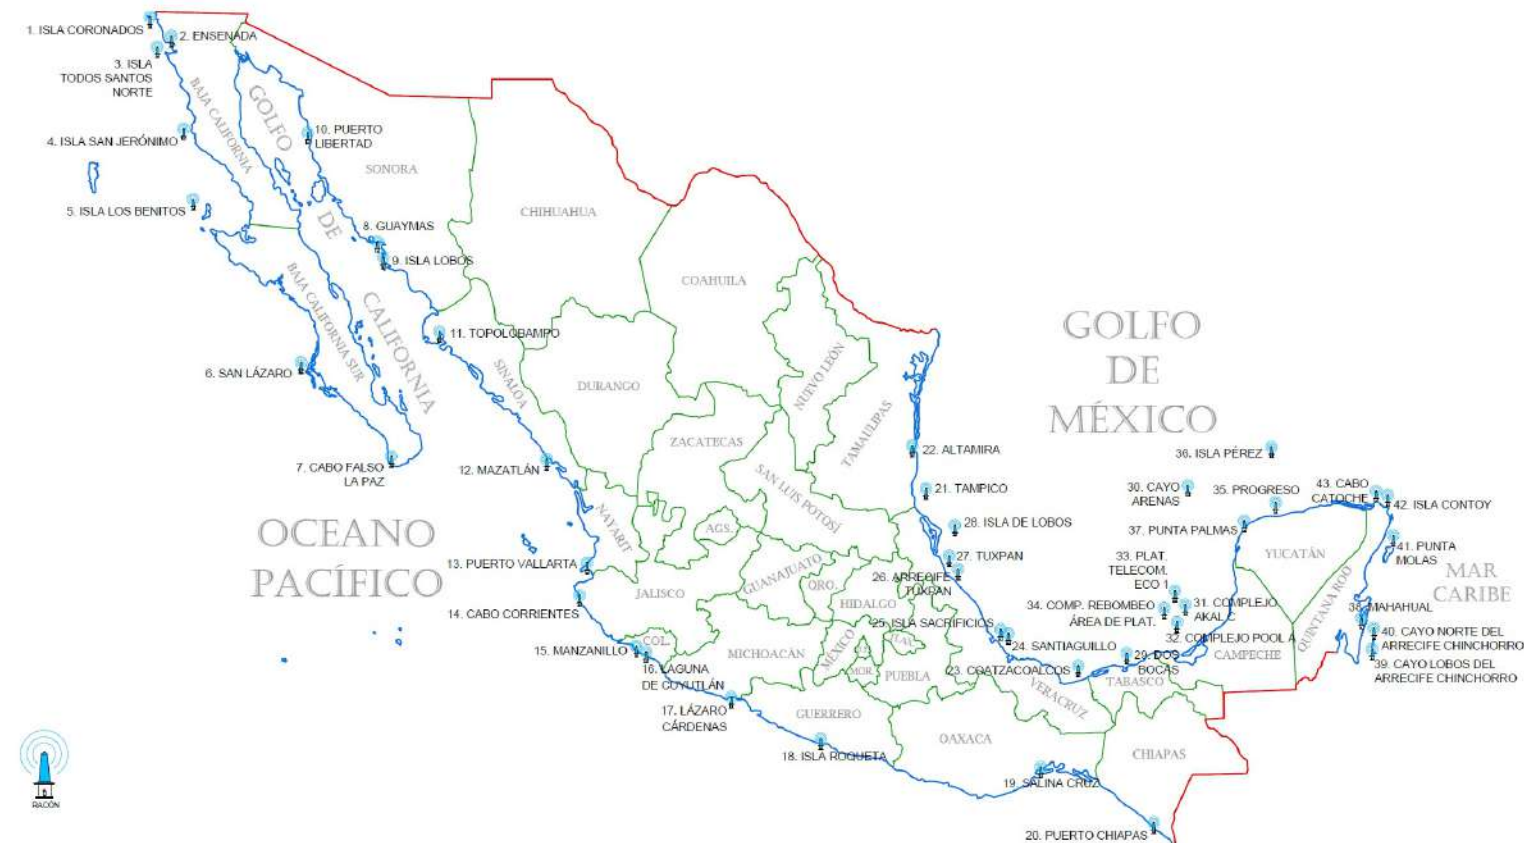 1. ISLA CORONADOS
2. ENSENADA
3. ISLA
TODOS SANTOS
NORTE
BAJA CALIFORNIA
GOLFO
DE
CALIFORNIA
4. ISLA SAN JERÓNIMO
10. PUERTO
LIBERTAD
SONORA
5. ISLA LOS BENITOS
8. GUAYMAS
9. ISLA LOBOS
CHIHUAHUA
COAHUILA
BAJA CALIFORNIA SUR
11. TOPOLOBAMPO
6. SAN LÁZARO
SINALOA
DURANGO
NUEVO LEÓN
TAMAULIPAS
GOLFO
DE
MÉXICO
7. CABO FALSO
LA PAZ
12. MAZATLÁN
ZACATECAS
SAN LUIS POTOSÍ
22. ALTAMIRA
21. TAMPICO
28. ISLA DE LOBOS
27. TUXPAN
26. ARRECIFE
TUXPAN
36. ISLA PÉREZ
30. CAYO
ARENAS
35. PROGRESO
43. CABO
CATOCHE
42. ISLA CONTOY
37. PUNTA PALMAS
YUCATÁN
41. PUNTA
MOLAS
MAR
CARIBE
OCEANO
PACÍFICO
NAYARIT
AGS.
13. PUERTO VALLARTA
GUANAJUATO
QRO.
HIDALGO
JALISCO
14. CABO CORRIENTES
33. PLAT.
TELECOM.
ECO 1
34. COMP. REBOMBEO
ÁREA DE PLAT.
31. COMPLEJO
AKAL C
32. COMPLEJO POOL A
QUINTANA ROO
38. MAHAHUAL
40. CAYO NORTE DEL
ARRECIFE CHINCHORRO
39. CAYO LOBOS DEL
ARRECIFE CHINCHORRO
25. ISLA SACRIFICIOS
24. SANTIAGUILLO
23. COATZACOALCOS
29. DOS
BOCAS
CAMPECHE
TABASCO
15. MANZANILLO
COL.
16. LAGUNA
DE CUYUTLÁN
MICHOACÁN
MÉXICO
MOR.
TLAX.
PUEBLA
VERACRUZ
17. LÁZARO
CÁRDENAS
GUERRERO
18. ISLA ROQUETA
OAXACA
CHIAPAS
19. SALINA CRUZ
20. PUERTO CHIAPAS
RACÓN